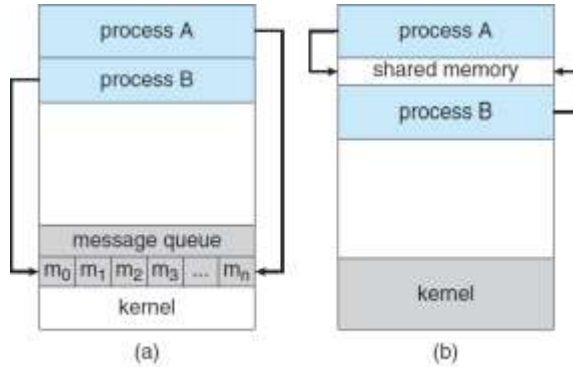 process A
process B
message queue
m0 m1 m2 m3 ... mn
kernel
(a)
process A
shared memory
process B
kernel
(b)